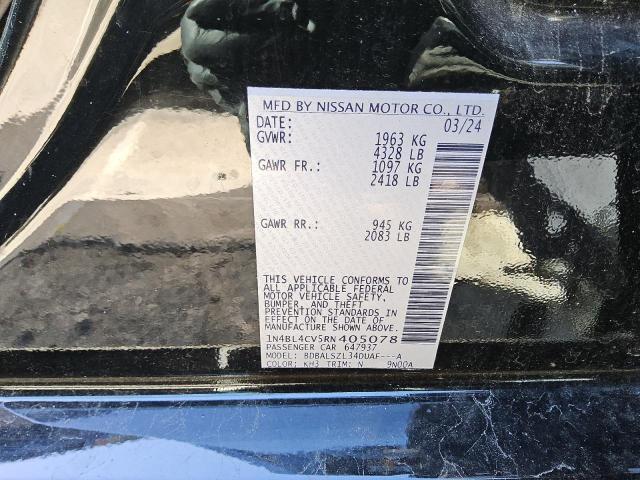 MFD BY NISSAN MOTOR CO., LTD.
DATE: 03/24
GVWR: 1963 KG
4328 LB
GAWR FR.: 1097 KG
2418 LB
GAWR RR.: 945 KG
2083 LB
THIS VEHICLE CONFORMS TO
ALL APPLICABLE FEDERAL
MOTOR VEHICLE SAFETY,
BUMPER, AND THEFT
PREVENTION STANDARDS IN
EFFECT ON THE DATE OF
MANUFACTURE SHOWN ABOVE.
1N4BL4CV5RN405078
PASSENGER CAR 647937
MODEL: BDBALSZL34DUAF---A
COLOR: KH3 TRIM: N 9N00A